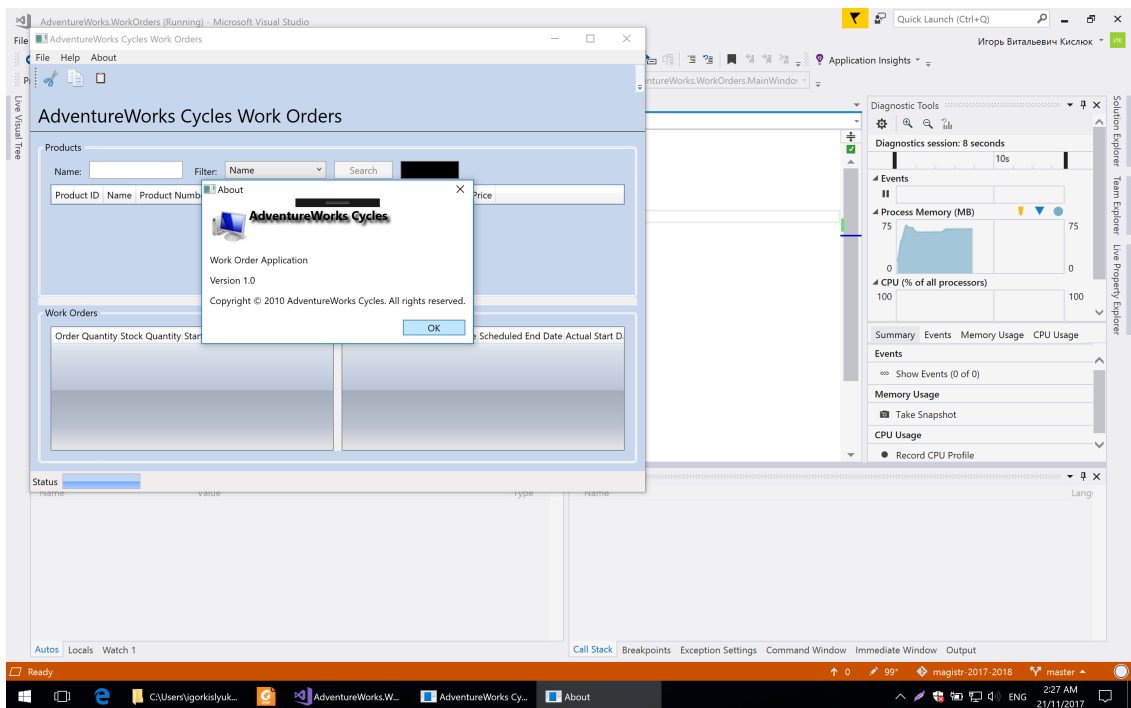 AdventureWorks.WorkOrders (Running) - Microsoft Visual Studio
Quick Launch (Ctrl+Q)
File
Игорь Витальевич Кислюк
ИК
Application Insights
AdventureWorks Cycles Work Orders
File Help About
AdventureWorks Cycles Work Orders
Products
Name:
Filter:
Name
Search
Product ID Name Product Numb
Price
About
AdventureWorks Cycles
Work Order Application
Version 1.0
Copyright © 2010 AdventureWorks Cycles. All rights reserved.
OK
Work Orders
Order Quantity Stock Quantity Star
Scheduled End Date Actual Start D
Status
Live Visual Tree
Diagnostic Tools
Diagnostics session: 8 seconds
10s
Events
Process Memory (MB)
75
75
0
0
CPU (% of all processors)
100
100
Summary Events Memory Usage CPU Usage
Events
Show Events (0 of 0)
Memory Usage
Take Snapshot
CPU Usage
Record CPU Profile
Solution Explorer
Team Explorer
Live Property Explorer
Name Value Type
Name
Lang
Autos Locals Watch 1
Call Stack Breakpoints Exception Settings Command Window Immediate Window Output
Ready
0
99+
magistr-2017-2018
master
C:\Users\igorkislyuk...
AdventureWorks.W...
AdventureWorks Cy...
About
ENG
2:27 AM
21/11/2017